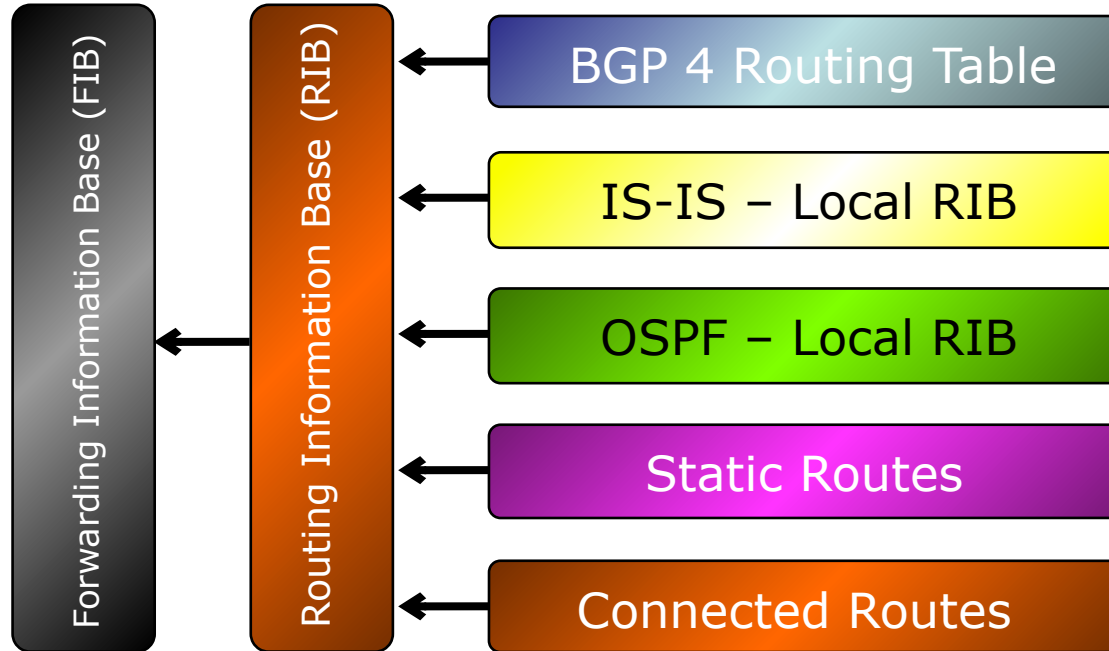 Forwarding Information Base (FIB)
Routing Information Base (RIB)
BGP 4 Routing Table
IS-IS – Local RIB
OSPF – Local RIB
Static Routes
Connected Routes